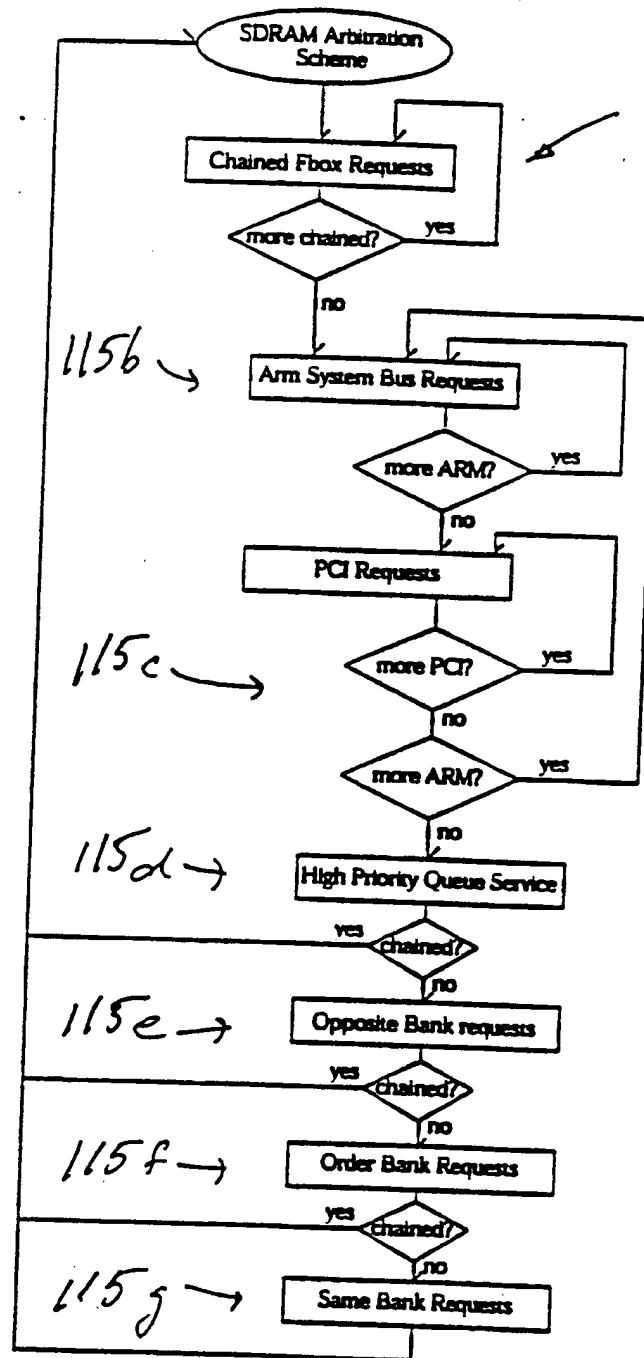 SDRAM Arbitration
Scheme
Chained Fbox Requests
more chained?
yes
no
115b
Arm System Bus Requests
more ARM?
yes
no
PCI Requests
115c
more PCI?
yes
no
more ARM?
yes
no
115d
High Priority Queue Service
yes
chained?
no
115e
Opposite Bank requests
yes
chained?
no
115f
Order Bank Requests
yes
chained?
no
115g
Same Bank Requests